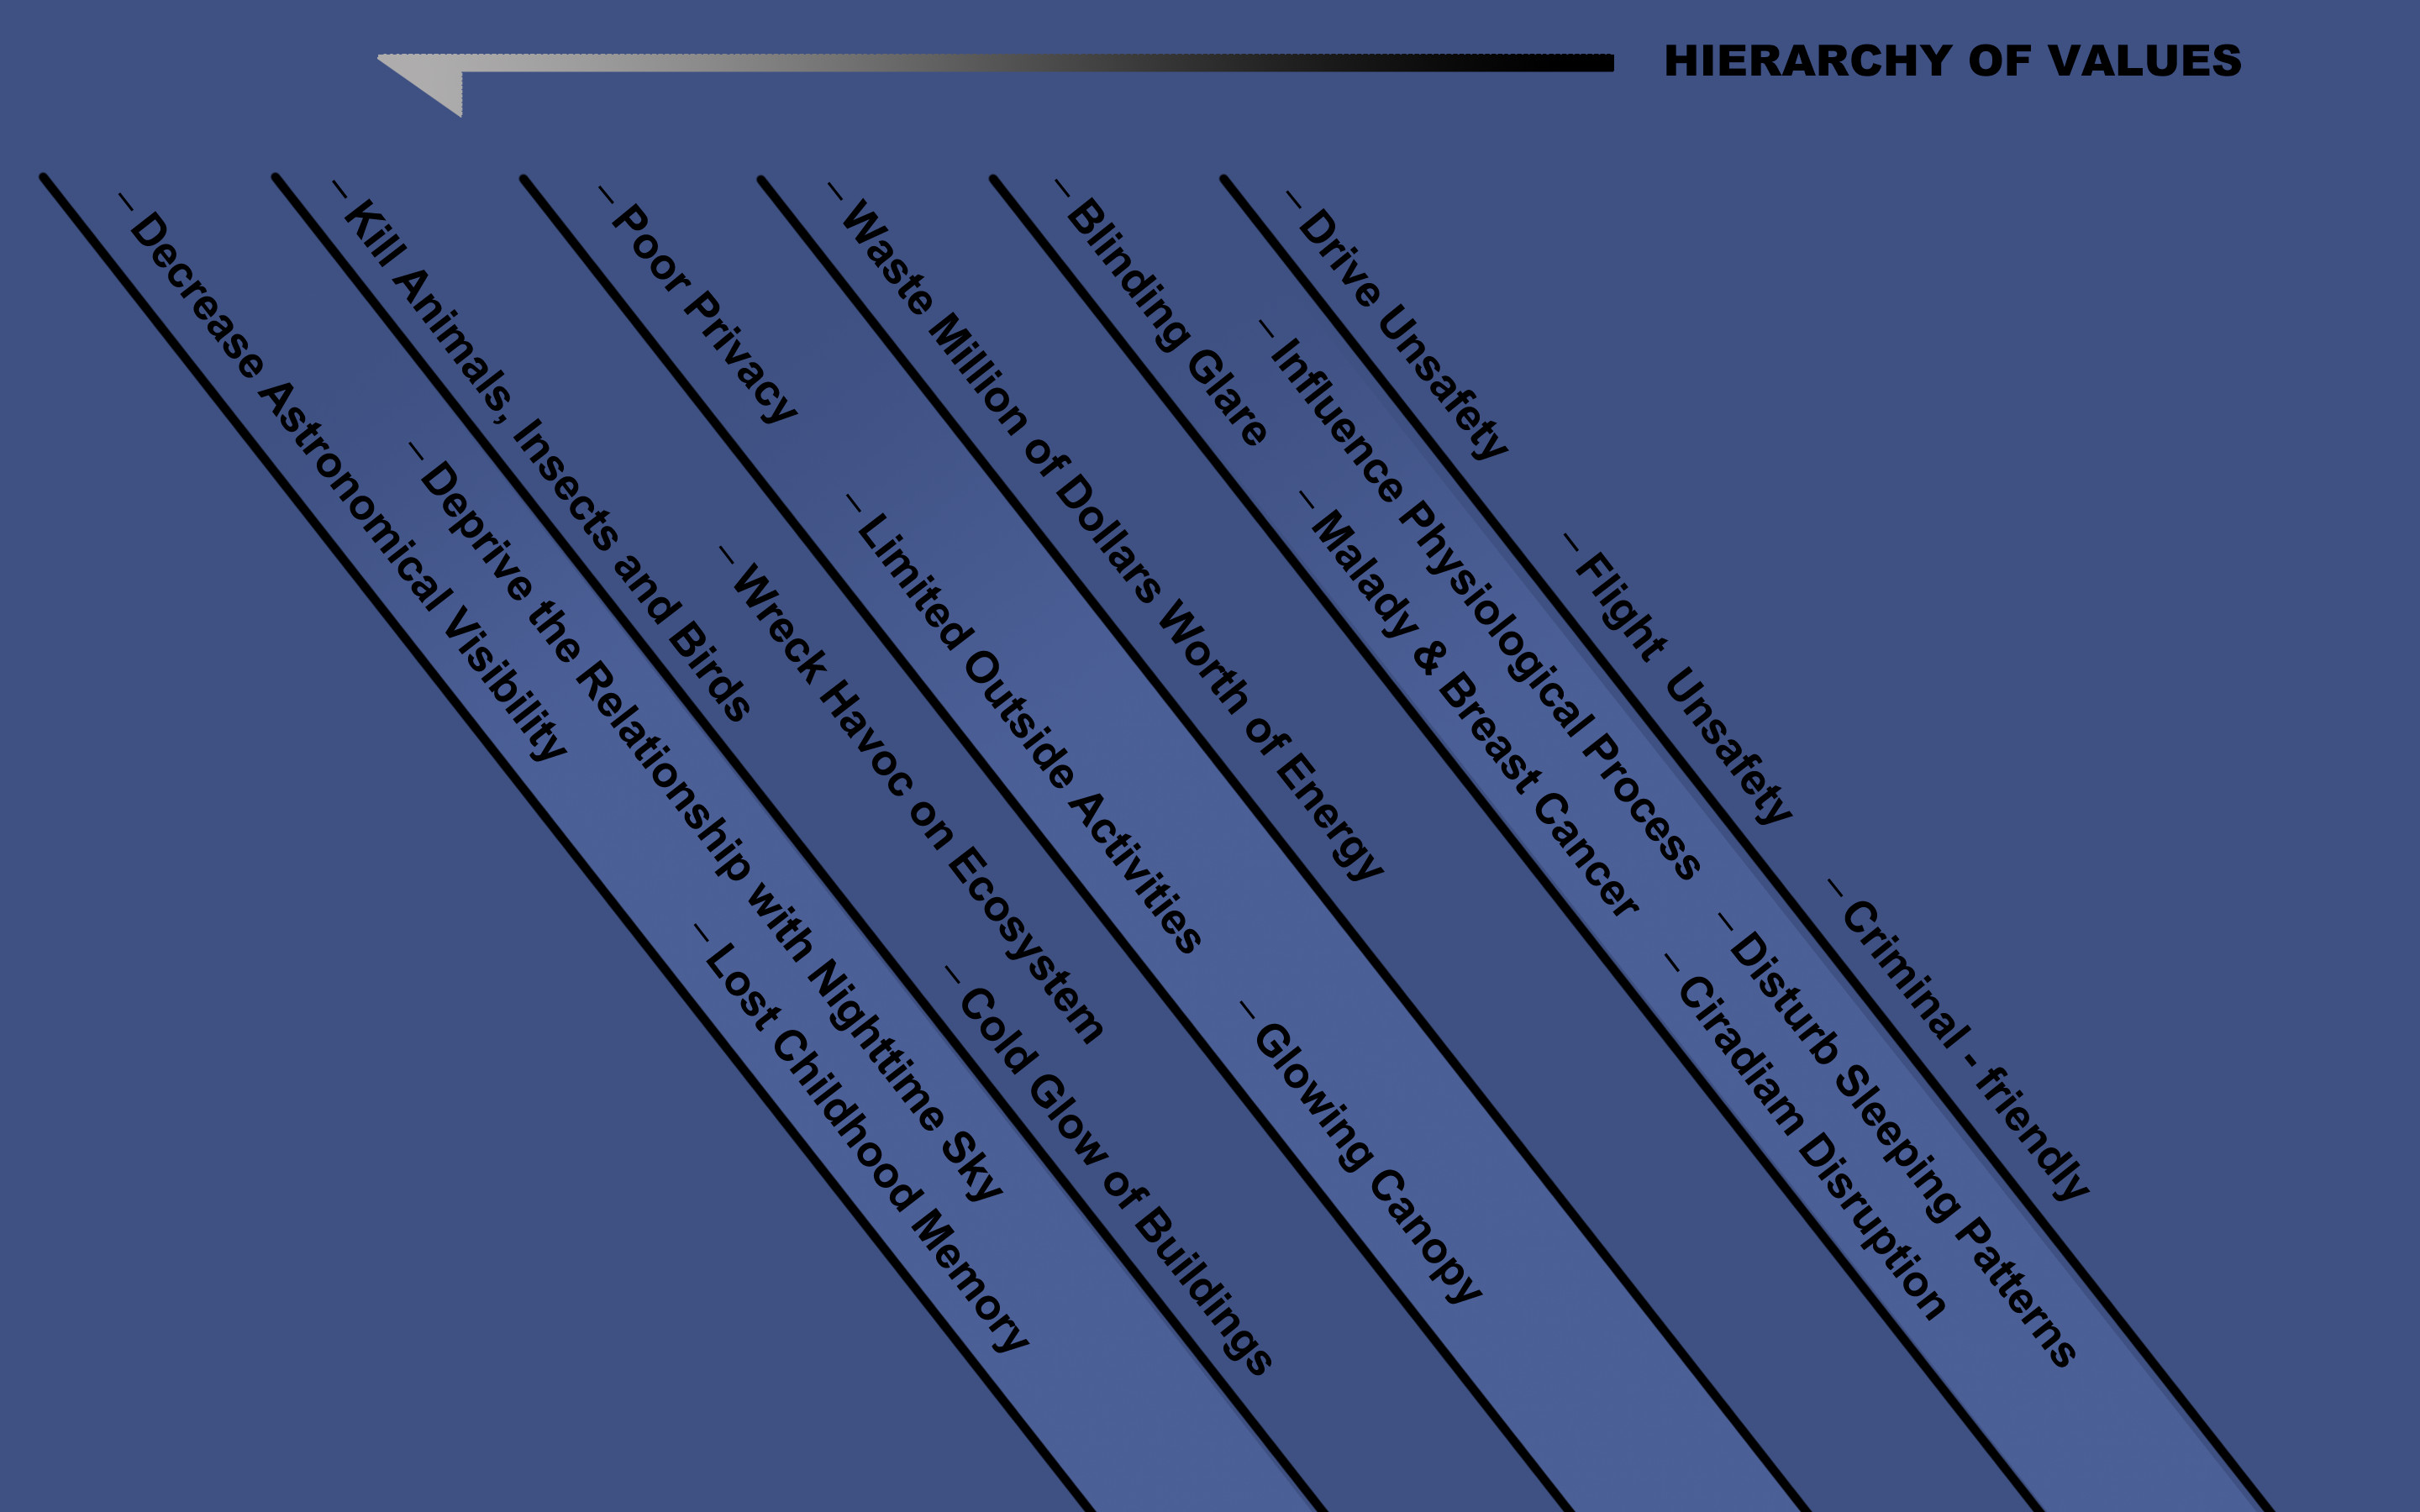 HIERARCHY OF VALUES
– Decrease Astronomical Visibility
– Deprive the Relationship with Nighttime Sky
– Lost Childhood Memory
– Kill Animals, Insects and Birds
– Wreck Havoc on Ecosystem
– Cold Glow of Buildings
– Poor Privacy
– Limited Outside Activities
– Glowing Canopy
– Waste Million of Dollars Worth of Energy
– Blinding Glare
– Influence Physiological Process
– Malady & Breast Cancer
– Disturb Sleeping Patterns
– Ciradiam Disruption
– Drive Unsafety
– Flight Unsafety
– Criminal - friendly